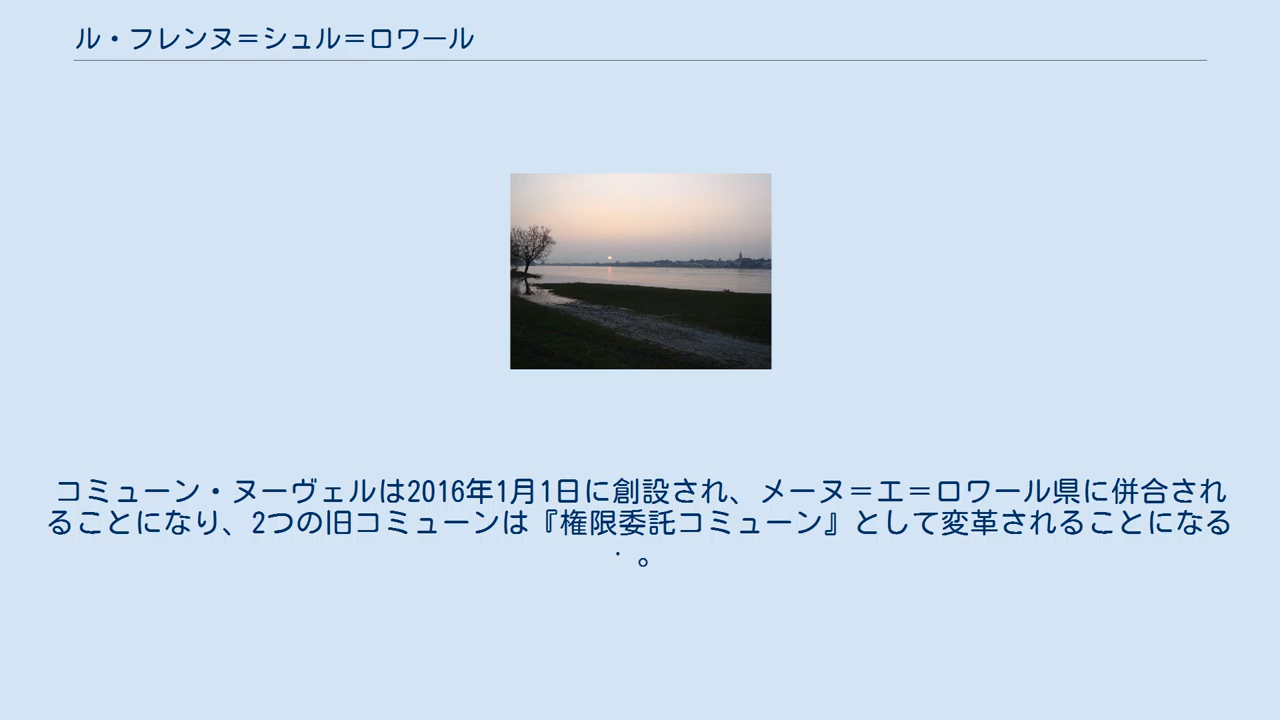 ル・フレンヌ＝シュル＝ロワール
コミューン・ヌーヴェルは2016年1月1日に創設され、メーヌ＝エ＝ロワール県に併合され
ることになり、2つの旧コミューンは『権限委託コミューン』として変革されることになる
。